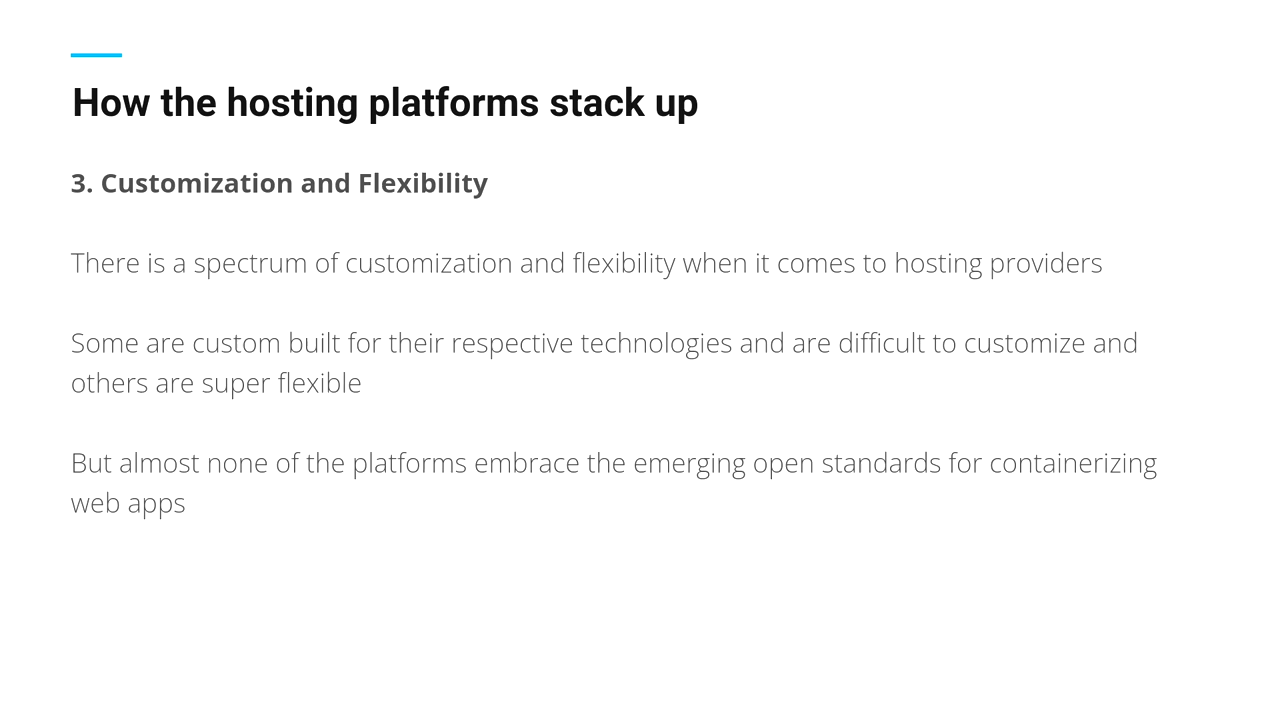 How the hosting platforms stack up
3. Customization and Flexibility
There is a spectrum of customization and flexibility when it comes to hosting providers
Some are custom built for their respective technologies and are difficult to customize and
others are super flexible
But almost none of the platforms embrace the emerging open standards for containerizing
web apps